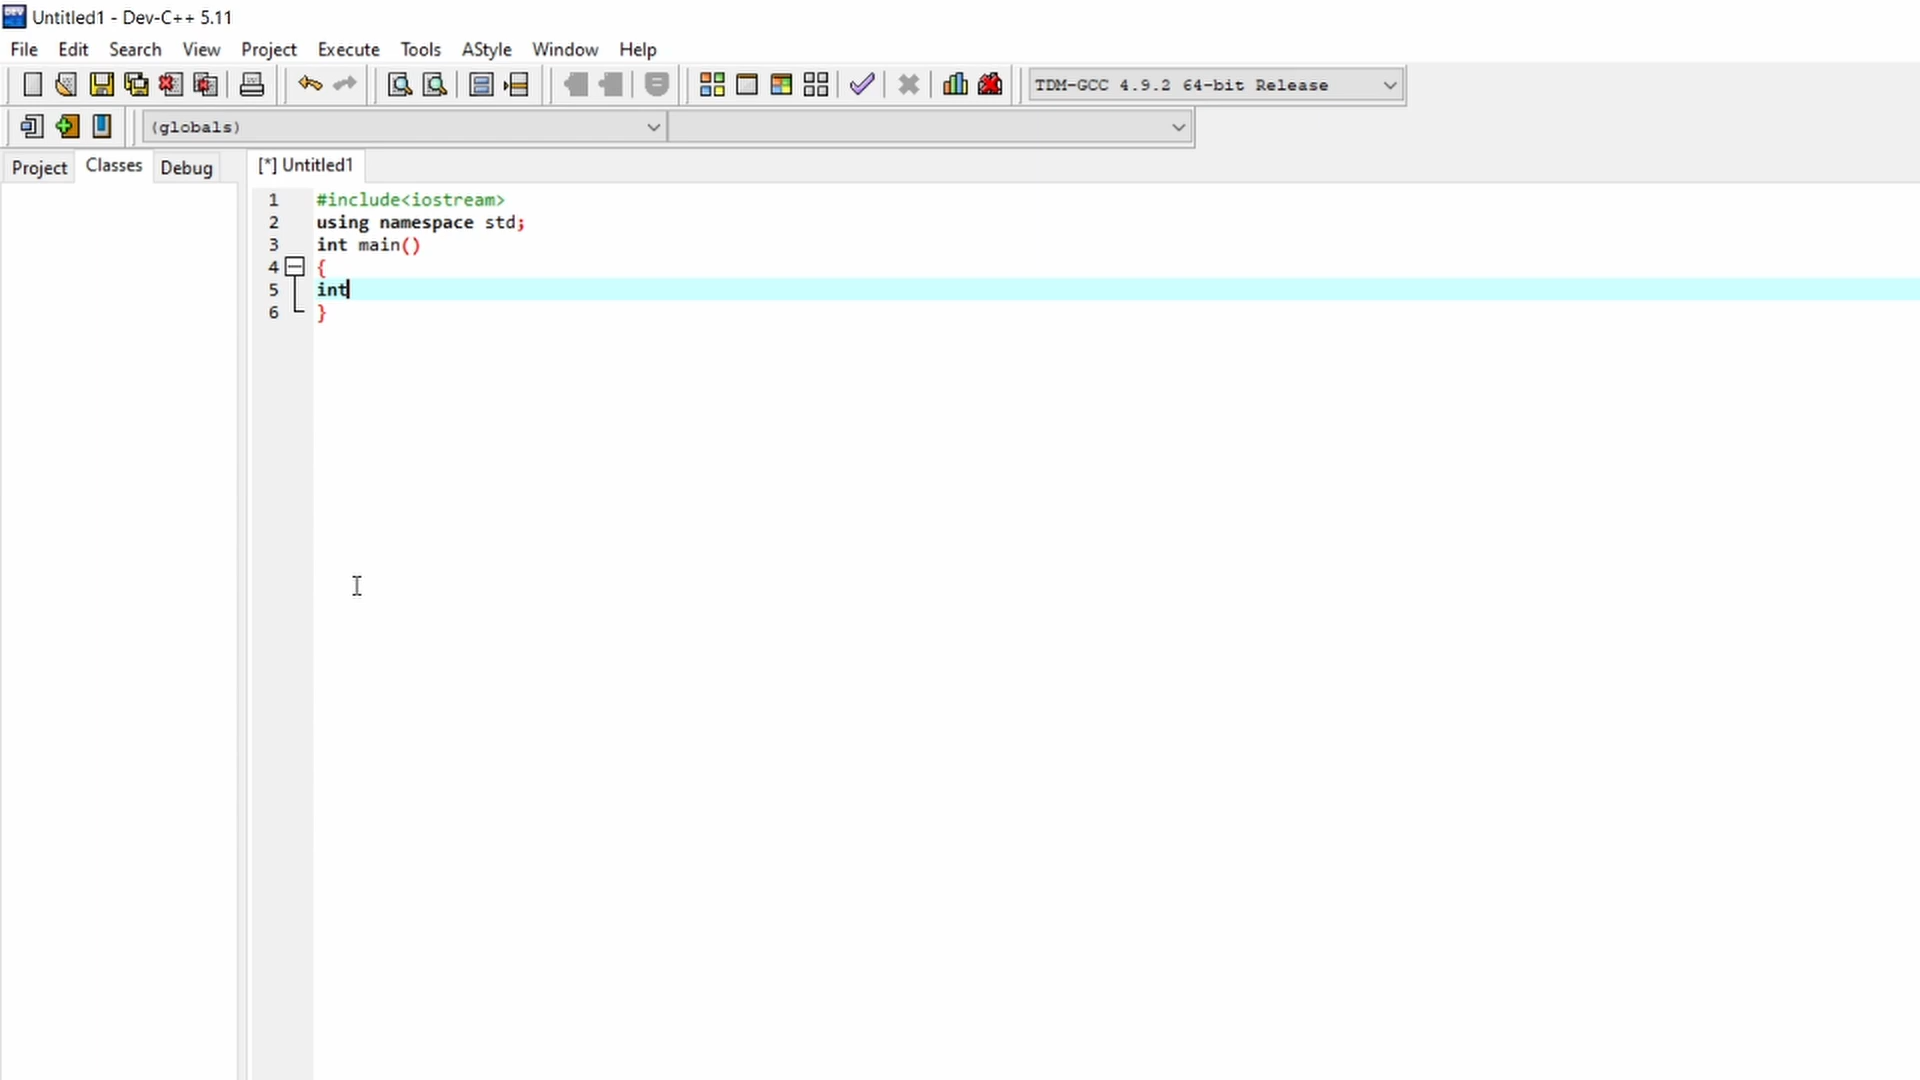 Untitled1 - Dev-C++ 5.11
File Edit Search View Project Execute Tools AStyle Window Help
TDM-GCC 4.9.2 64-bit Release
(globals)
Project Classes Debug [*] Untitled1
1 #include<iostream>
2 using namespace std;
3 int main()
4 {
5 int
6 }